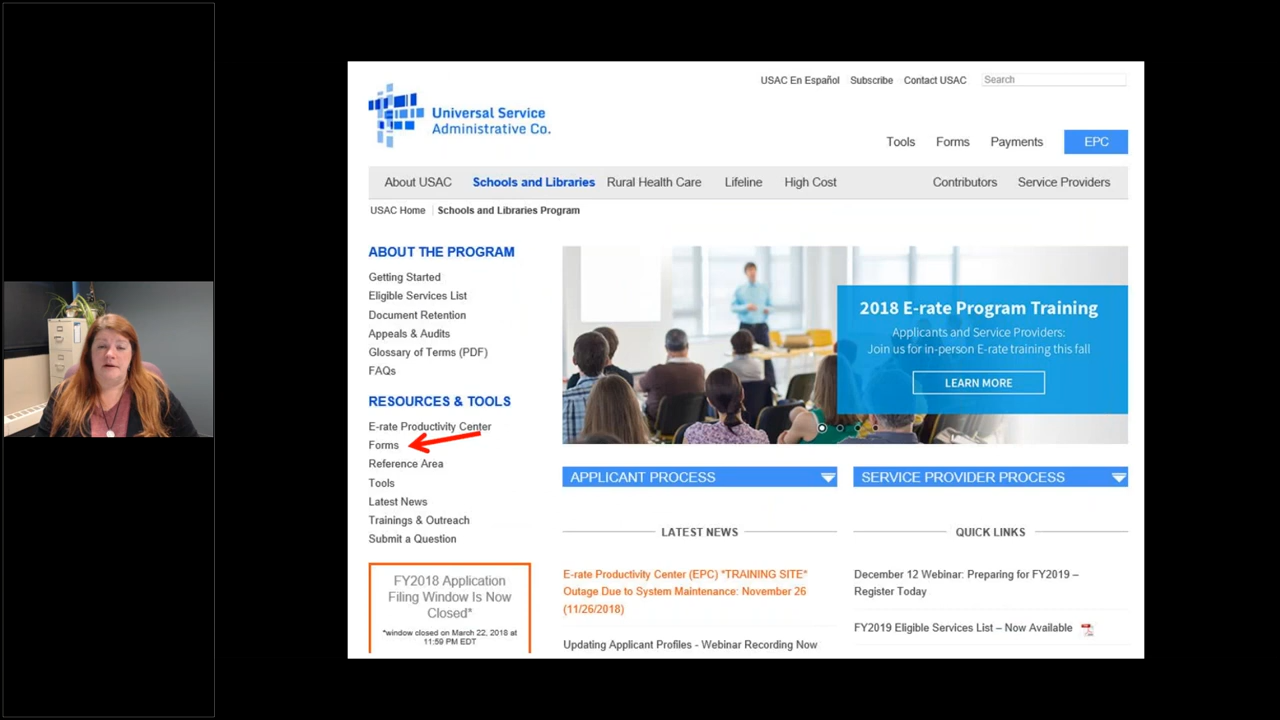 USAC En Español Subscribe Contact USAC Search
Universal Service
Administrative Co.
Tools Forms Payments EPC
About USAC Schools and Libraries Rural Health Care Lifeline High Cost Contributors Service Providers
USAC Home Schools and Libraries Program
ABOUT THE PROGRAM
Getting Started
Eligible Services List
Document Retention
Appeals & Audits
Glossary of Terms (PDF)
FAQs
RESOURCES & TOOLS
E-rate Productivity Center
Forms
Reference Area
Tools
Latest News
Trainings & Outreach
Submit a Question
FY2018 Application
Filing Window Is Now
Closed*
*window closed on March 22, 2018 at
11:59 PM EDT
2018 E-rate Program Training
Applicants and Service Providers:
Join us for in-person E-rate training this fall
LEARN MORE
APPLICANT PROCESS
SERVICE PROVIDER PROCESS
LATEST NEWS
E-rate Productivity Center (EPC) *TRAINING SITE*
Outage Due to System Maintenance: November 26
(11/26/2018)
Updating Applicant Profiles - Webinar Recording Now
QUICK LINKS
December 12 Webinar: Preparing for FY2019 –
Register Today
FY2019 Eligible Services List – Now Available